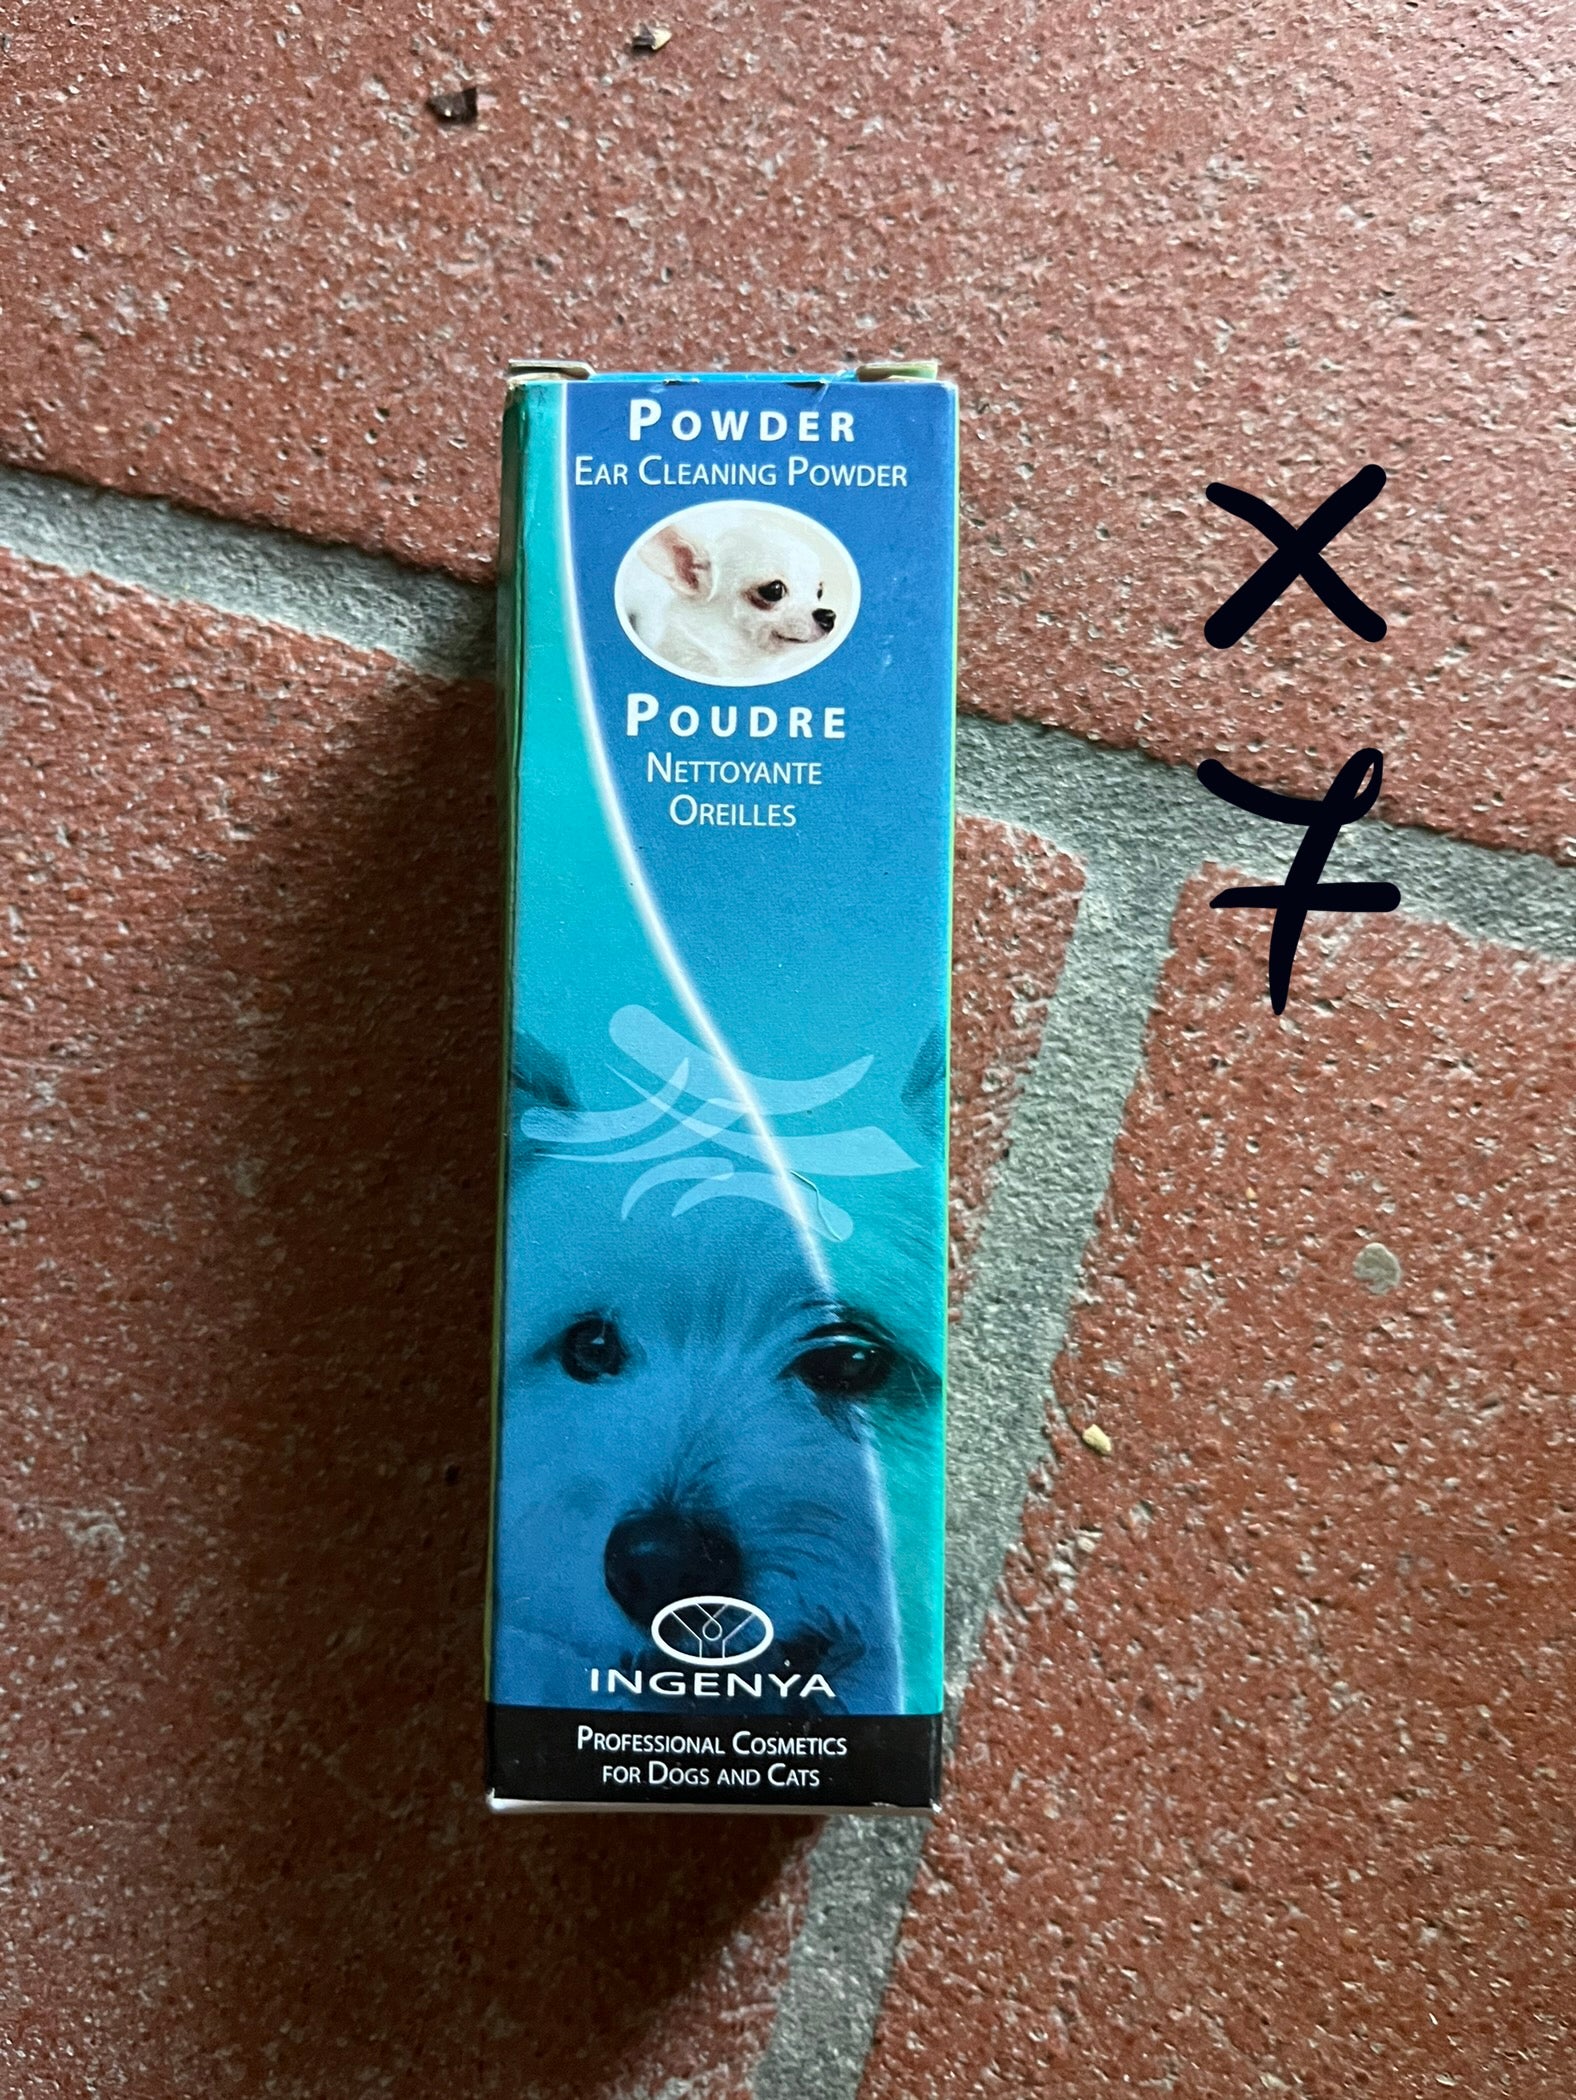 POWDER
EAR CLEANING POWDER
X
POUDRE
NETTOYANTE
OREILLES
7
INGENYA
PROFESSIONAL COSMETICS
FOR DOGS AND CATS